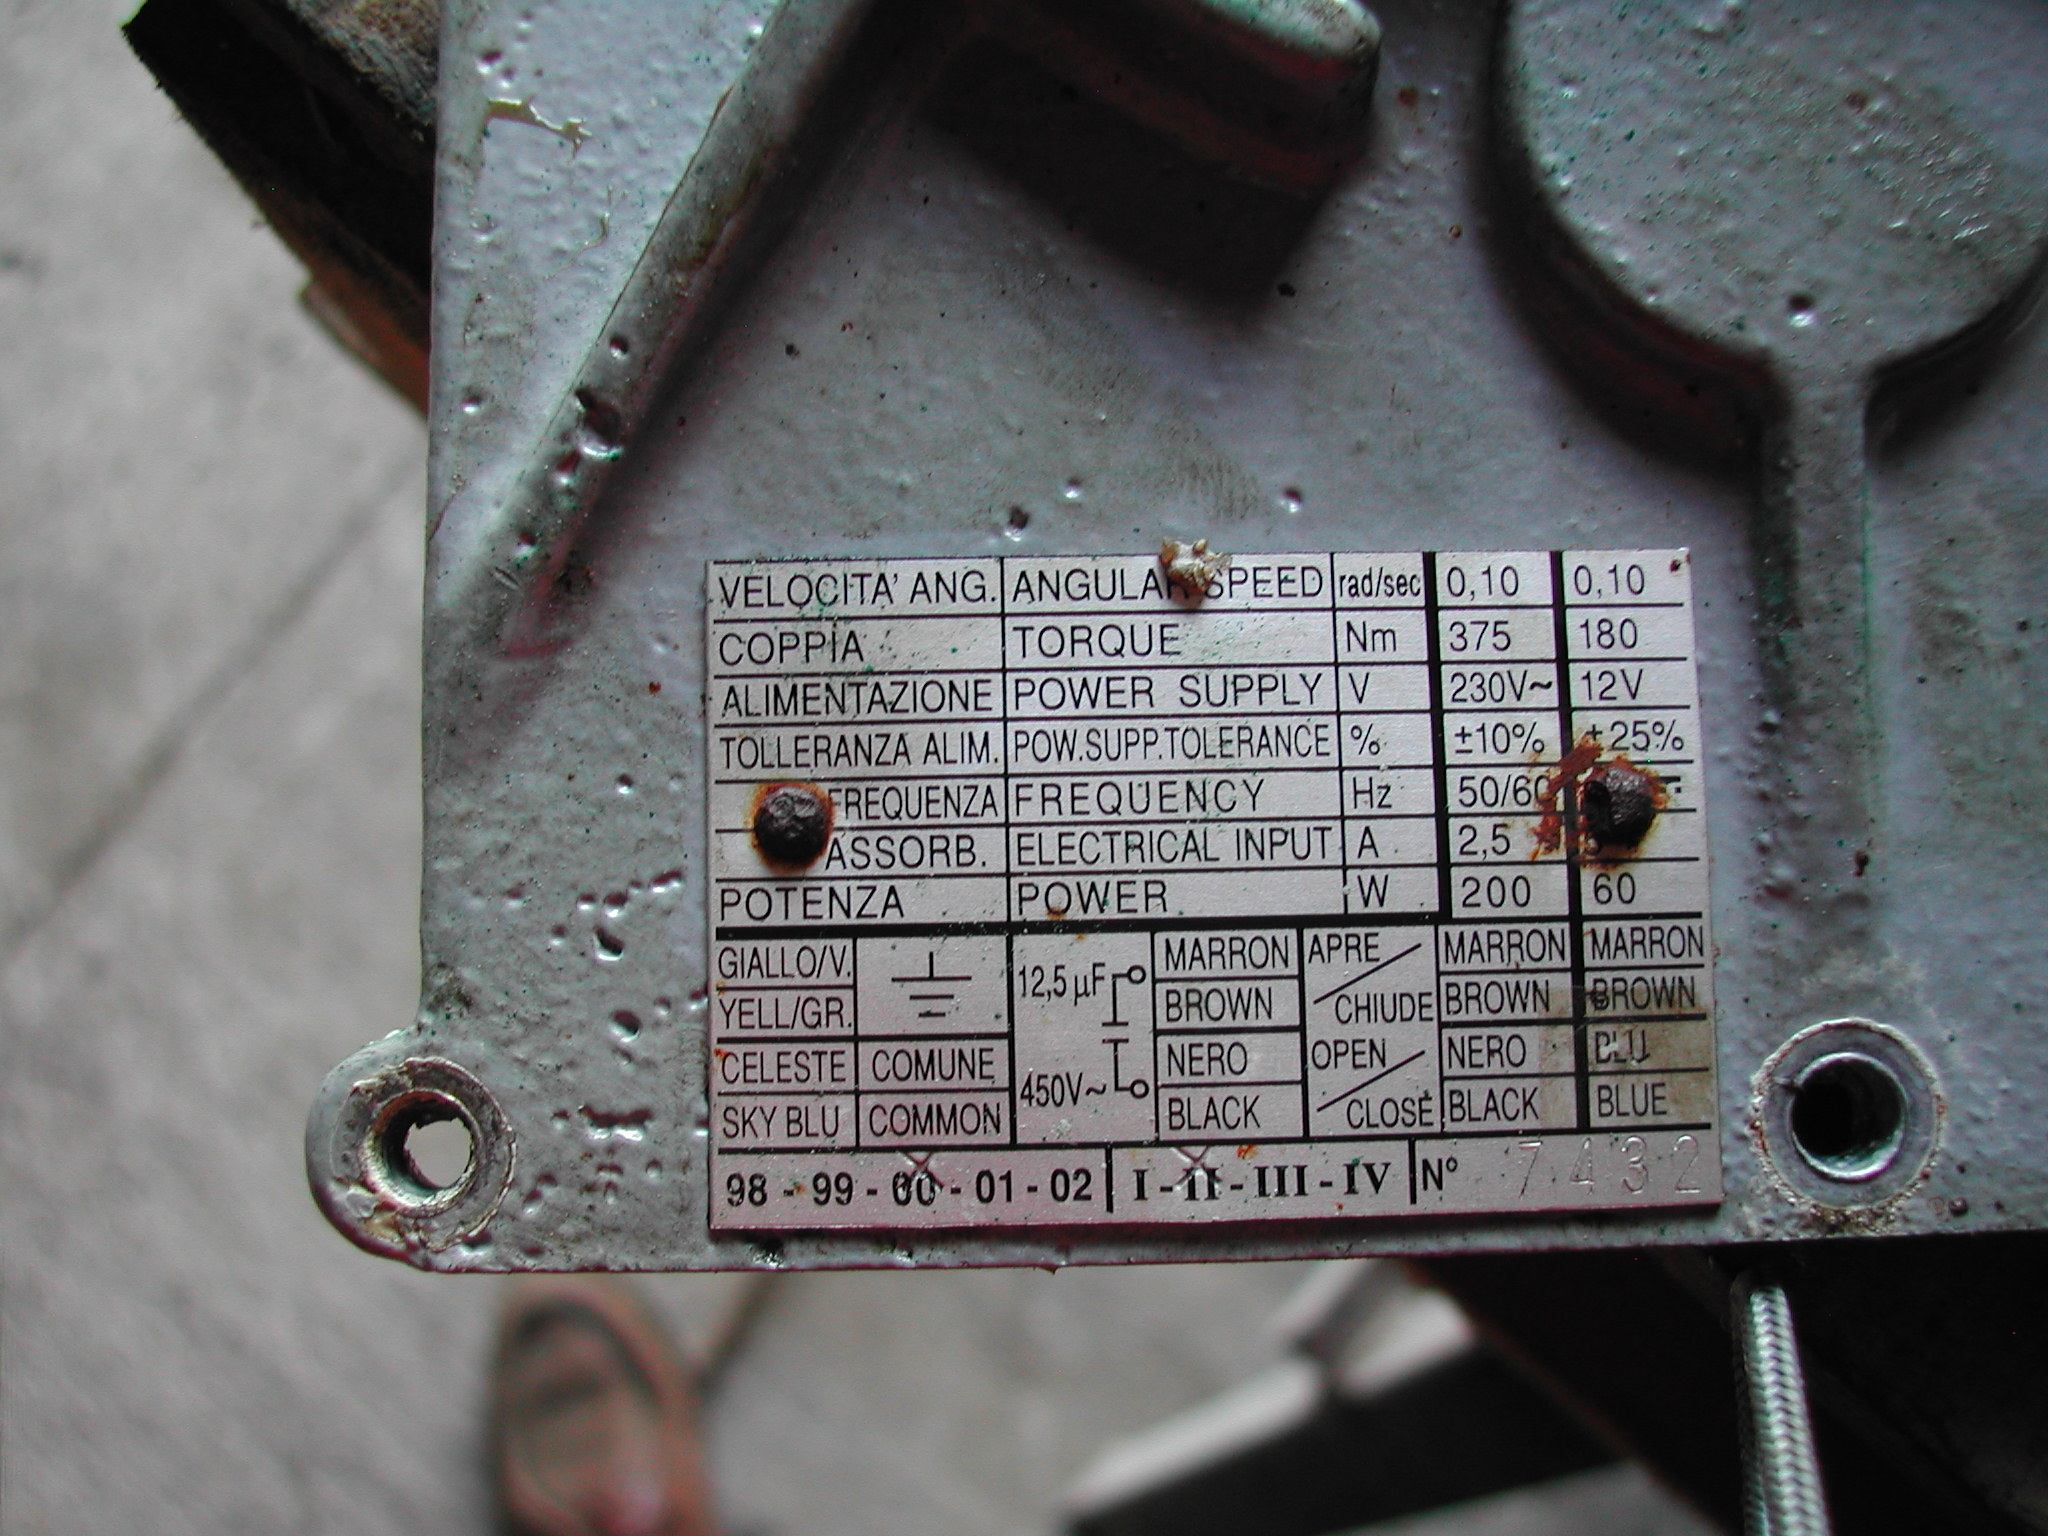 VELOCITA' ANG. ANGULAR SPEED rad/sec 0,10 0,10
COPPIA TORQUE Nm 375 180
ALIMENTAZIONE POWER SUPPLY V 230V~ 12V
TOLLERANZA ALIM. POW.SUPP.TOLERANCE % ±10% ±25%
FREQUENZA FREQUENCY Hz 50/60
ASSORB. ELECTRICAL INPUT A 2,5
POTENZA POWER W 200 60
GIALLO/V. 12,5 µF MARRON APRE MARRON MARRON
YELL/GR. BROWN CHIUDE BROWN BROWN
CELESTE COMUNE 450V~ NERO OPEN NERO BLU
SKY BLU COMMON BLACK CLOSE BLACK BLUE
98 - 99 - 00 - 01 - 02 I - II - III - IV N° 7432